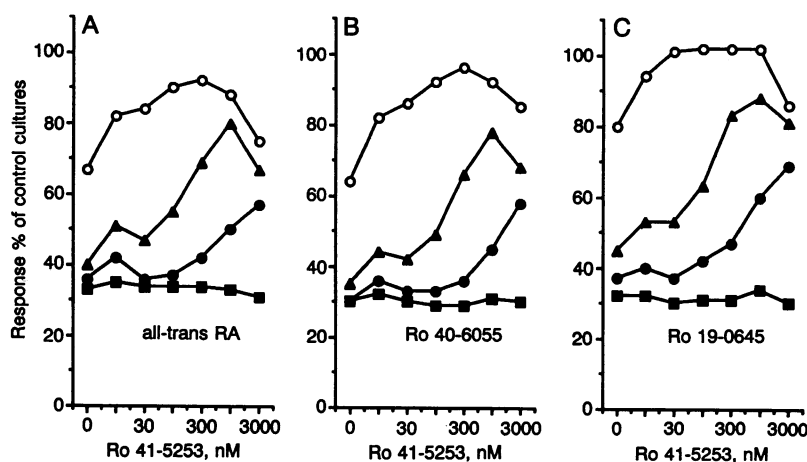 A
B
C
Response % of control cultures
100
80
60
40
20
0
all-trans RA
0 30 300 3000
Ro 41-5253, nM
100
80
60
40
20
0
Ro 40-6055
0 30 300 3000
Ro 41-5253, nM
100
80
60
40
20
0
Ro 19-0645
0 30 300 3000
Ro 41-5253, nM